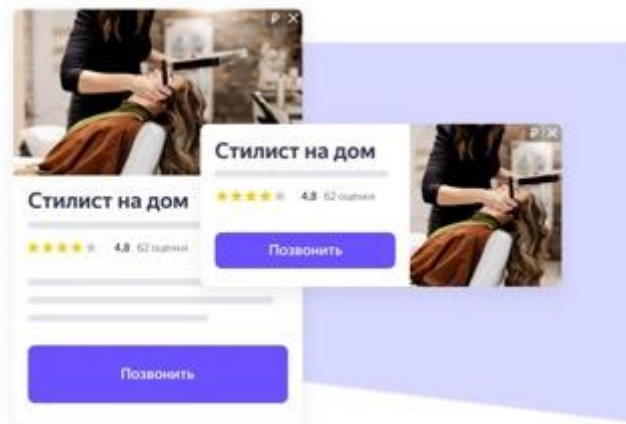 ₽ ×
Стилист на дом
4,8 62 оценки
Позвонить
₽ ×
Стилист на дом
4,8 62 оценки
Позвонить